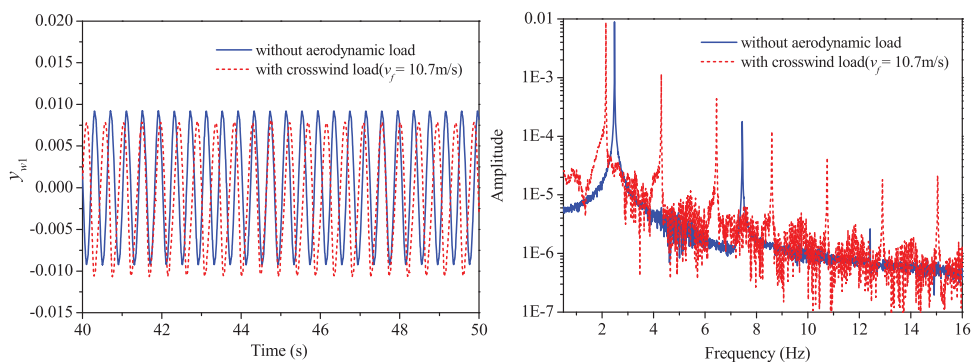 0.020
0.015
0.010
0.005
0.000
-0.005
-0.010
-0.015
y_w1
40 42 44 46 48 50
Time (s)
without aerodynamic load
with crosswind load(v_f = 10.7m/s)
0.01
1E-3
1E-4
1E-5
1E-6
1E-7
Amplitude
2 4 6 8 10 12 14 16
Frequency (Hz)
without aerodynamic load
with crosswind load(v_f = 10.7m/s)